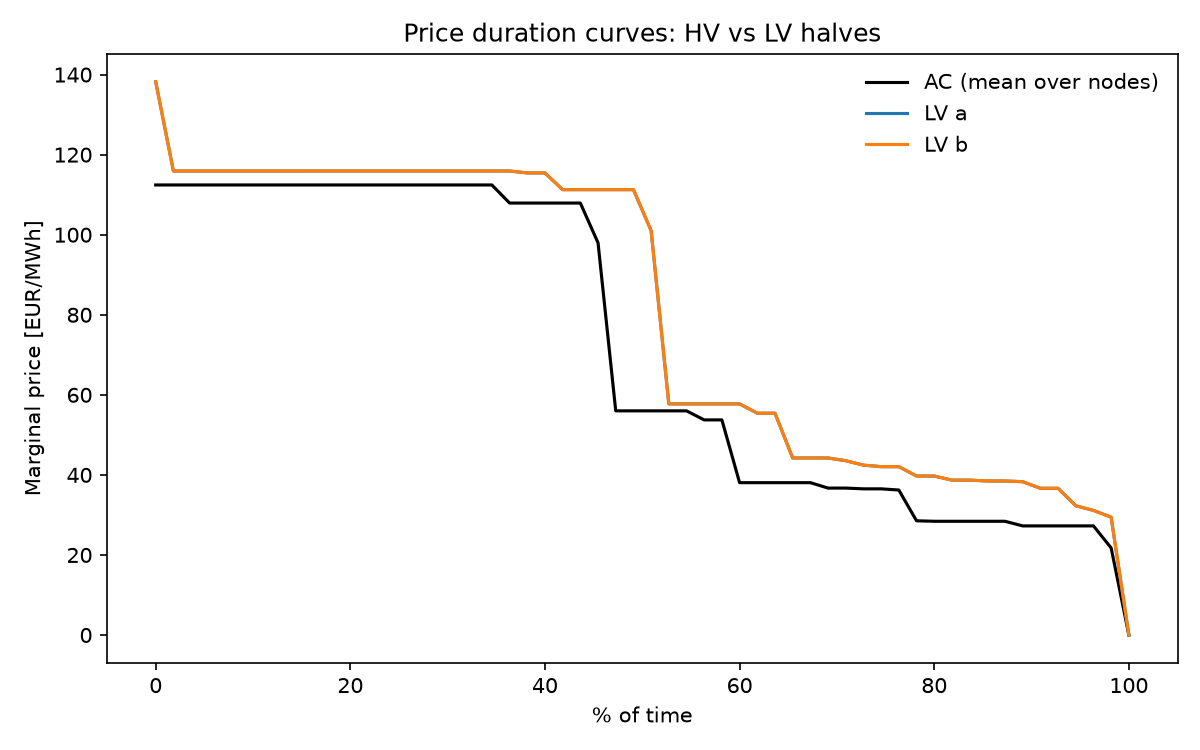 Price duration curves: HV vs LV halves
AC (mean over nodes)
LV a
LV b
Marginal price [EUR/MWh]
140
120
100
80
60
40
20
0
0 20 40 60 80 100
% of time